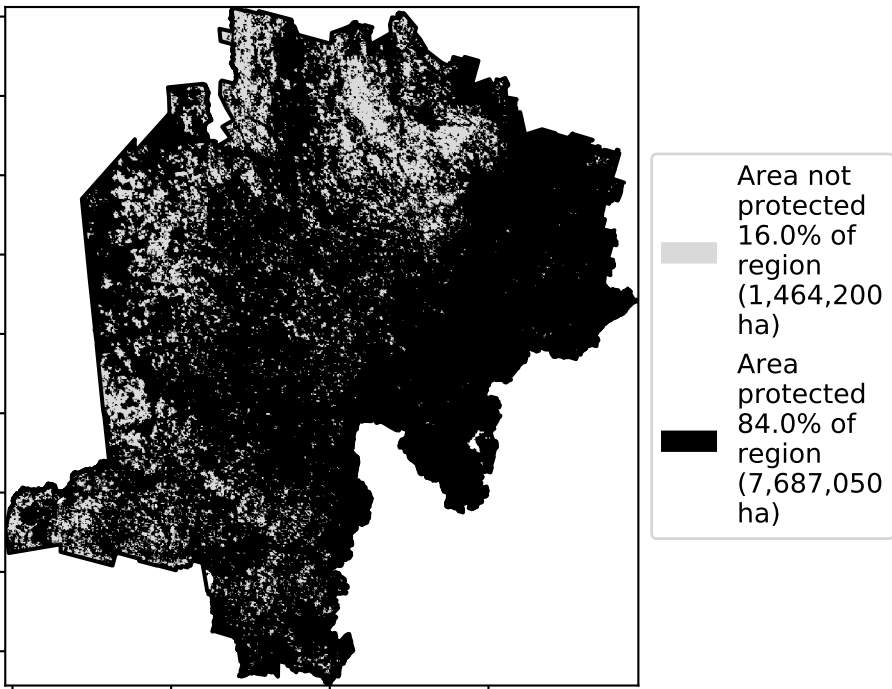 Area not
protected
16.0% of
region
(1,464,200
ha)
Area
protected
84.0% of
region
(7,687,050
ha)